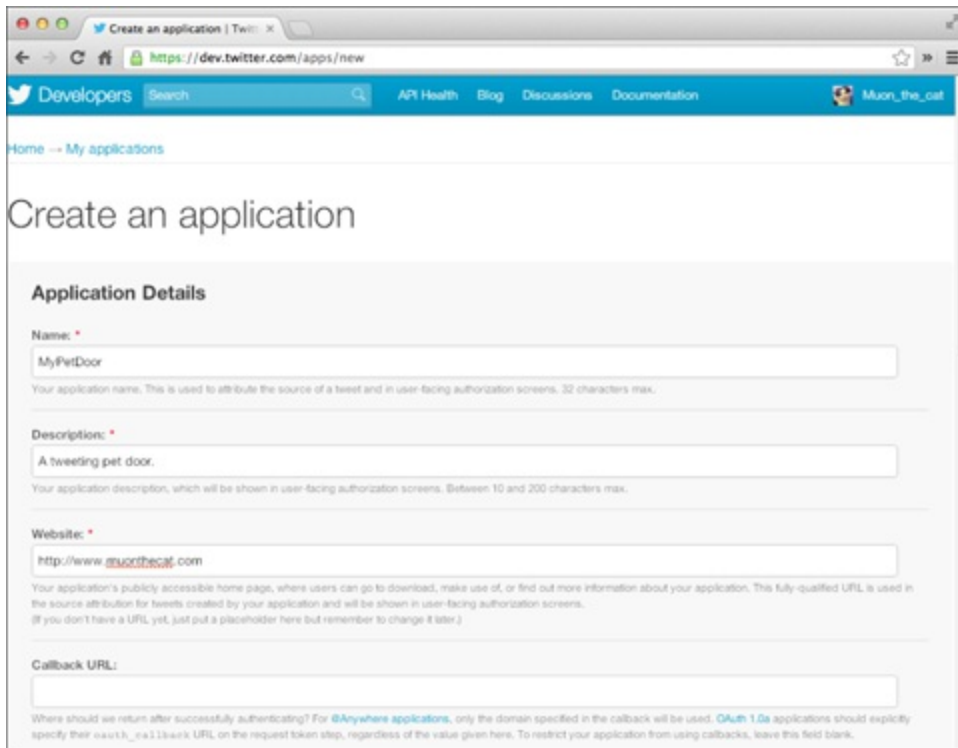 Create an application | Twit
https://dev.twitter.com/apps/new
Developers Search API Health Blog Discussions Documentation Muon_the_cat
Home → My applications
Create an application
Application Details
Name: *
MyPetDoor
Your application name. This is used to attribute the source of a tweet and in user-facing authorization screens. 32 characters max.
Description: *
A tweeting pet door.
Your application description, which will be shown in user-facing authorization screens. Between 10 and 200 characters max.
Website: *
http://www.muonthecat.com
Your application's publicly accessible home page, where users can go to download, make use of, or find out more information about your application. This fully-qualified URL is used in
the source attribution for tweets created by your application and will be shown in user-facing authorization screens.
(If you don't have a URL yet, just put a placeholder here but remember to change it later.)
Callback URL:
Where should we return after successfully authenticating? For @Anywhere applications, only the domain specified in the callback will be used. OAuth 1.0a applications should explicitly
specify their oauth_callback URL on the request token step, regardless of the value given here. To restrict your application from using callbacks, leave this field blank.